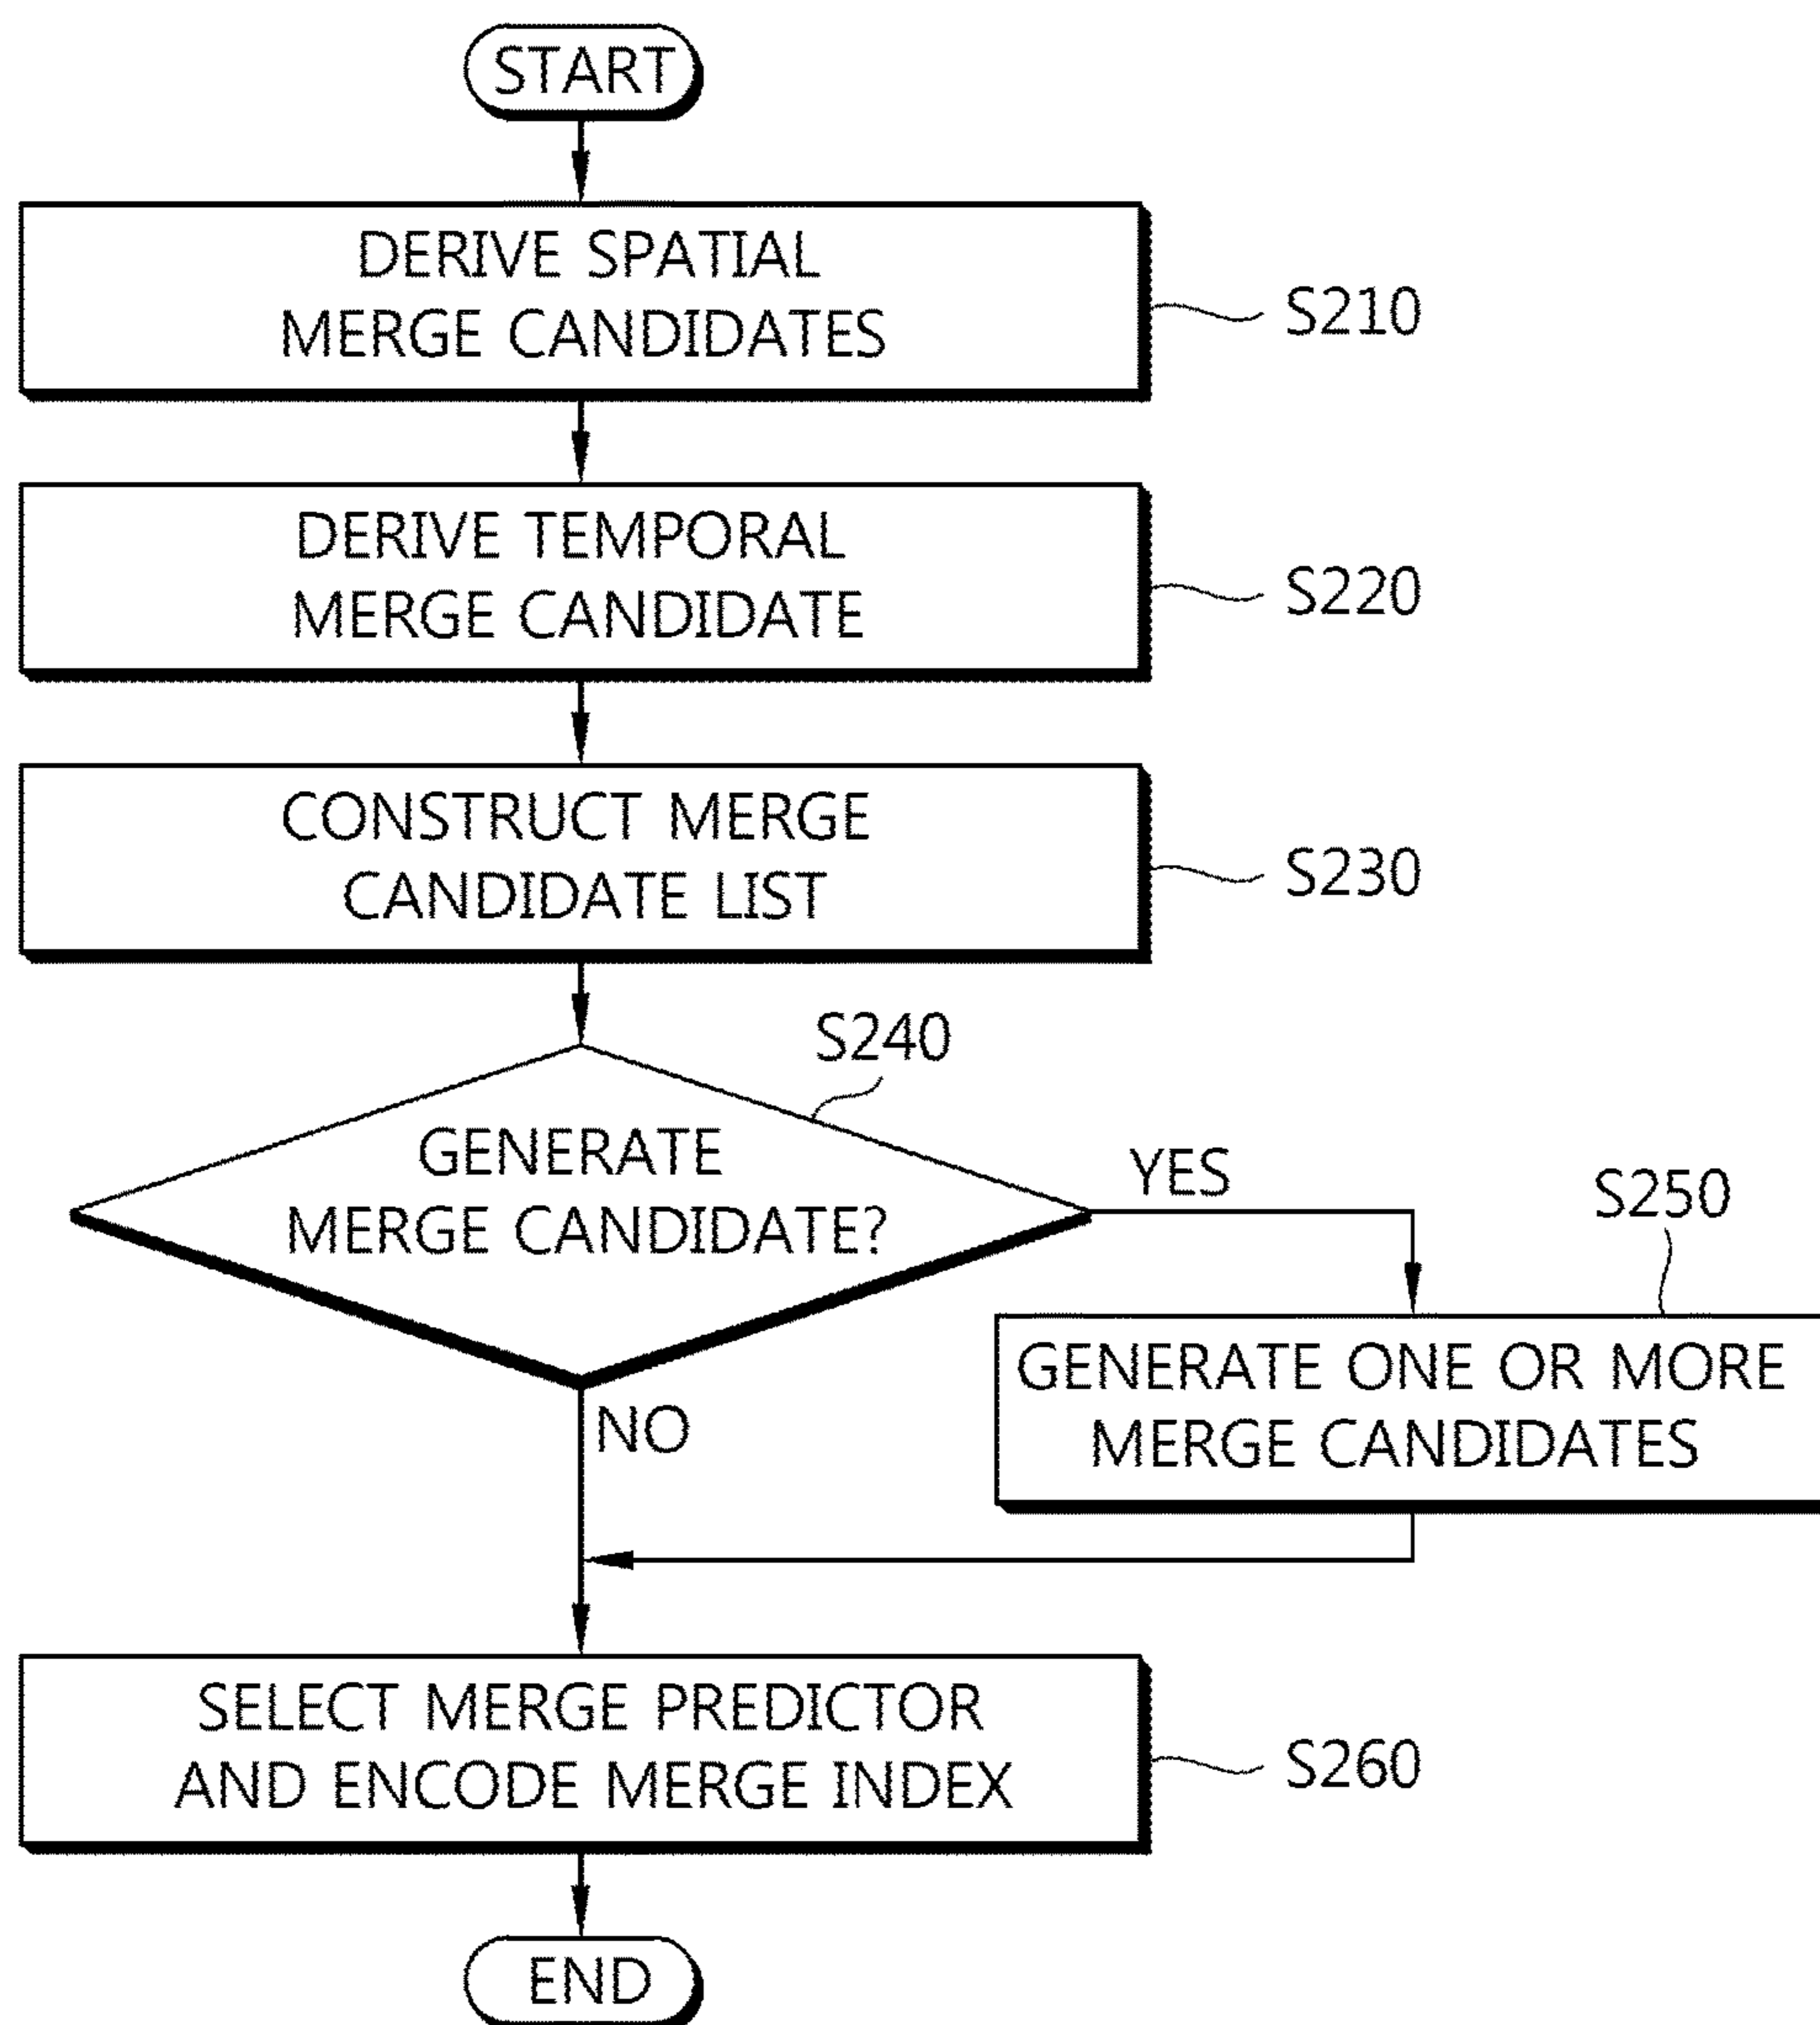 START
DERIVE SPATIAL
MERGE CANDIDATES
S210
DERIVE TEMPORAL
MERGE CANDIDATE
S220
CONSTRUCT MERGE
CANDIDATE LIST
S230
S240
GENERATE
MERGE CANDIDATE?
YES
S250
GENERATE ONE OR MORE
MERGE CANDIDATES
NO
SELECT MERGE PREDICTOR
AND ENCODE MERGE INDEX
S260
END